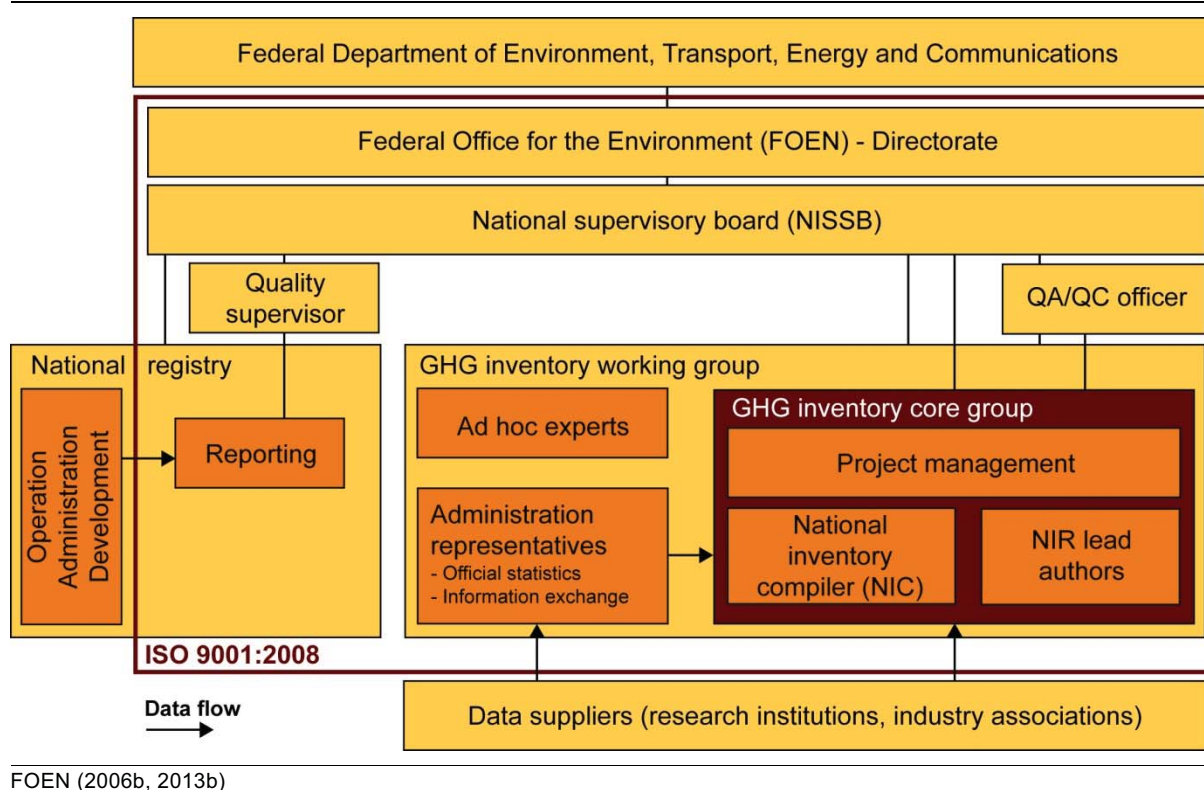 Federal Department of Environment, Transport, Energy and Communications
Federal Office for the Environment (FOEN) - Directorate
National supervisory board (NISSB)
Quality
supervisor
QA/QC officer
National registry
Operation
Administration
Development
Reporting
GHG inventory working group
Ad hoc experts
Administration
representatives
- Official statistics
- Information exchange
GHG inventory core group
Project management
National
inventory
compiler (NIC)
NIR lead
authors
ISO 9001:2008
Data flow
Data suppliers (research institutions, industry associations)
FOEN (2006b, 2013b)